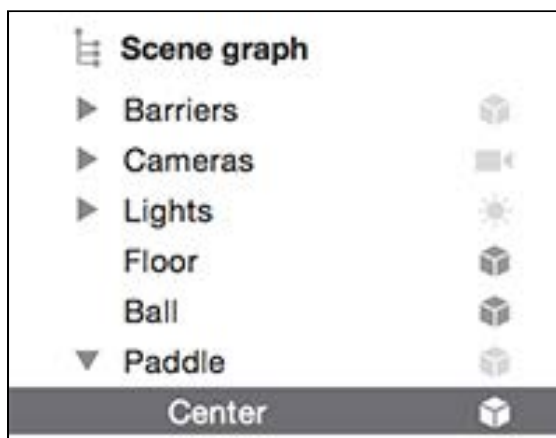 Scene graph
Barriers
Cameras
Lights
Floor
Ball
Paddle
Center